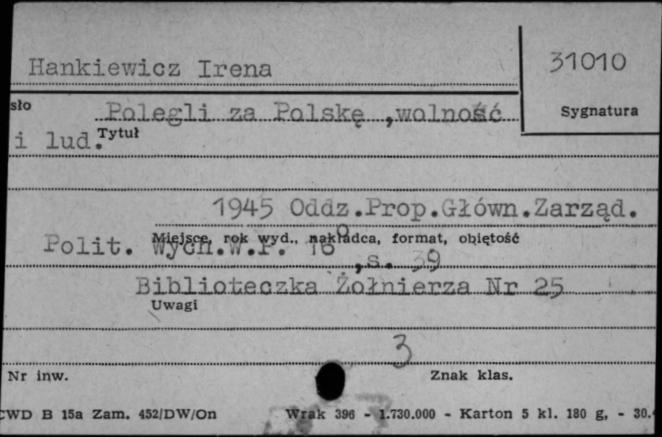 Hankiewicz Irena
31010
sło Polegli za Polskę ,wolność
Sygnatura
i lud. Tytuł
1945 Oddz.Prop.Główn.Zarząd.
Miejsce, rok wyd., nakładca, format, objętość
Polit. Wych.W.P. 16°
,s. 39
Biblioteczka Żołnierza Nr 25
Uwagi
3
Nr inw. Znak klas.
CWD B 15a Zam. 452/DW/On Wrak 396 - 1.730.000 - Karton 5 kl. 180 g, - 30.